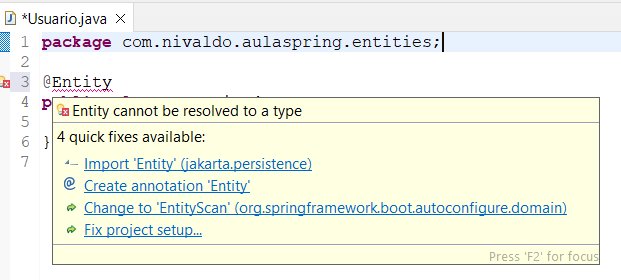 *Usuario.java
1 package com.nivaldo.aulaspring.entities;
2
3 @Entity
4
Entity cannot be resolved to a type
5
4 quick fixes available:
6 }
Import 'Entity' (jakarta.persistence)
7
Create annotation 'Entity'
Change to 'EntityScan' (org.springframework.boot.autoconfigure.domain)
Fix project setup...
Press 'F2' for focus